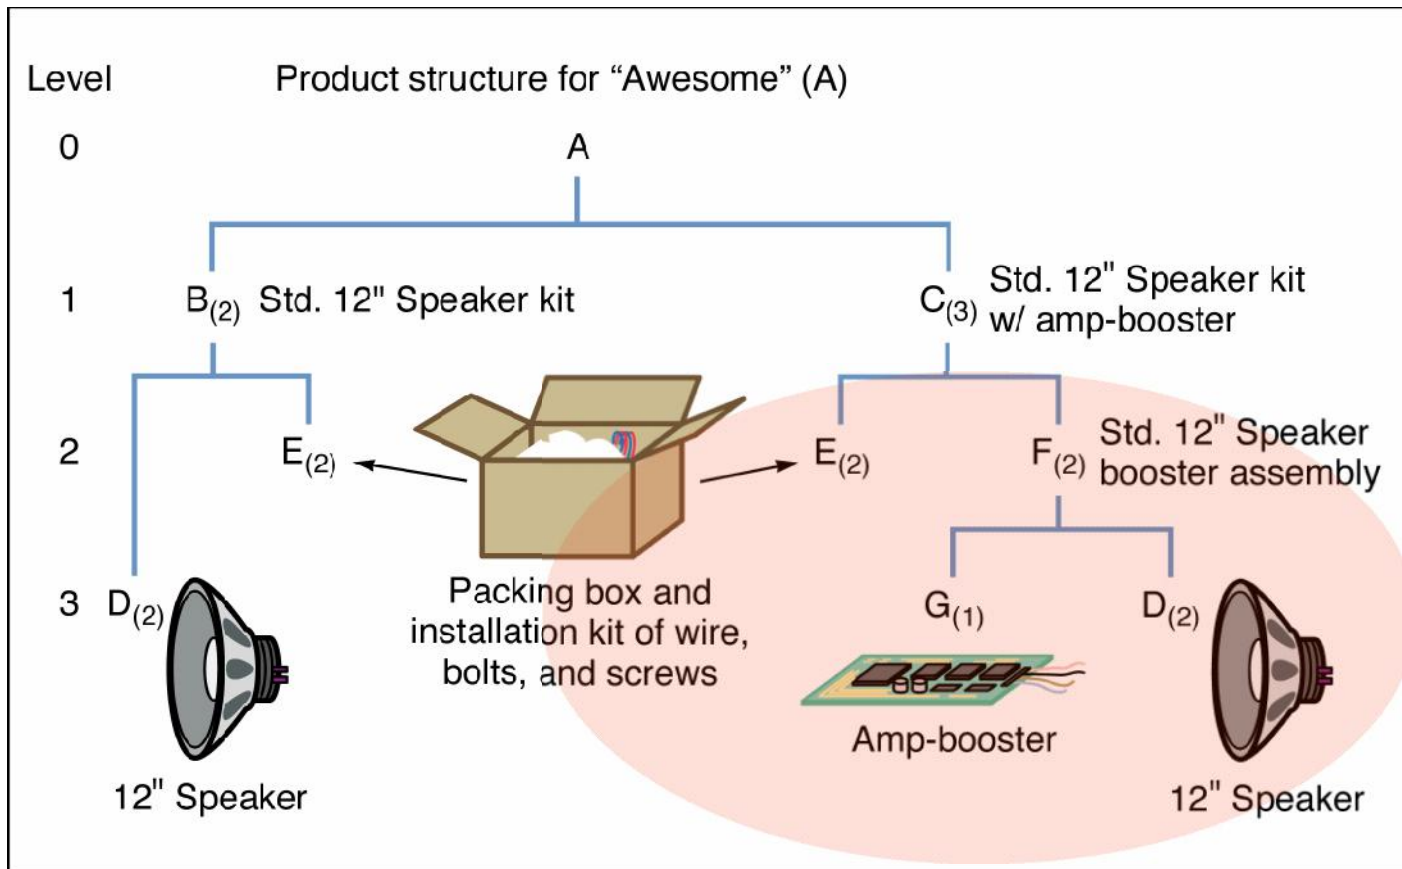 Level Product structure for “Awesome” (A)
0 A
1 B(2) Std. 12" Speaker kit C(3) Std. 12" Speaker kit
w/ amp-booster
2 E(2) E(2) F(2) Std. 12" Speaker
booster assembly
Packing box and
installation kit of wire,
bolts, and screws
3 D(2) G(1) D(2)
12" Speaker
Amp-booster
12" Speaker